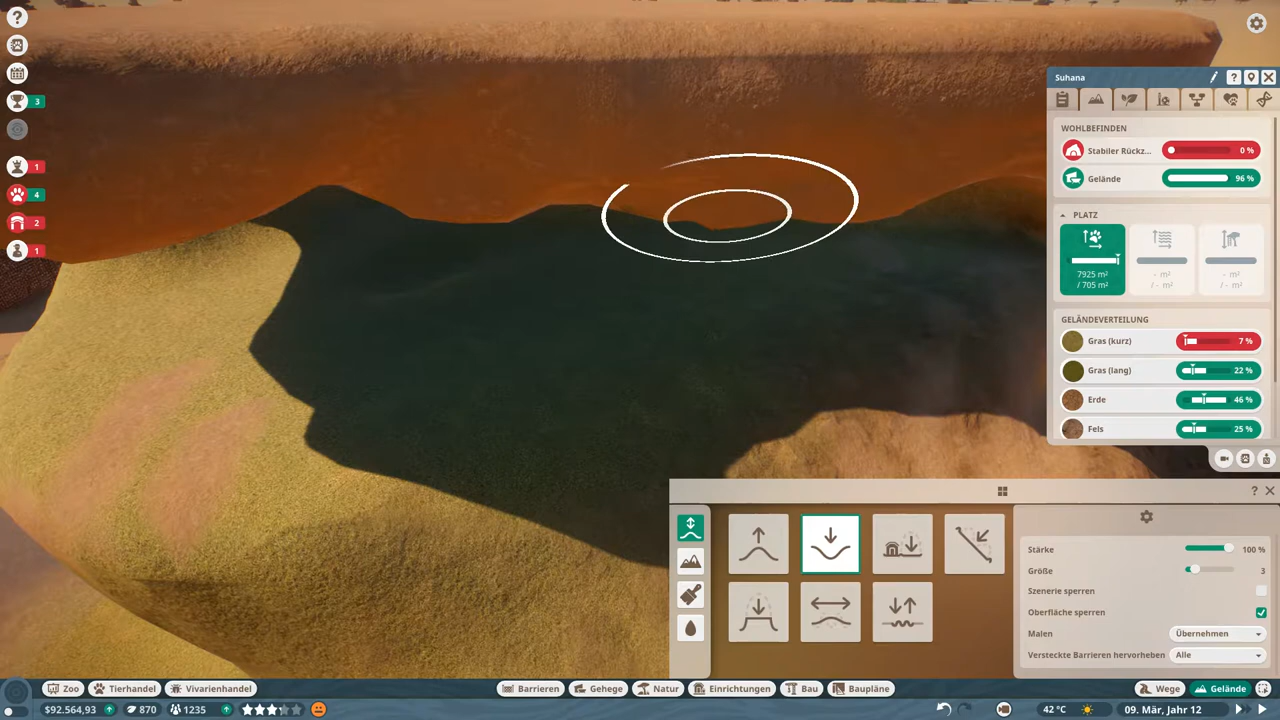 ?
3
1
4
2
1
Suhana
?
WOHLBEFINDEN
Stabiler Rückz... 0 %
Gelände 96 %
PLATZ
7925 m² / 705 m²
- m² / - m²
- m² / - m²
GELÄNDEVERTEILUNG
Gras (kurz) 7 %
Gras (lang) 22 %
Erde 46 %
Fels 25 %
?
Stärke 100 %
Größe 3
Szenerie sperren
Oberfläche sperren
Malen Übernehmen
Versteckte Barrieren hervorheben Alle
Zoo Tierhandel Vivarienhandel Barrieren Gehege Natur Einrichtungen Bau Baupläne Wege Gelände
$92.564,93 870 1235 42 °C 09. Mär, Jahr 12